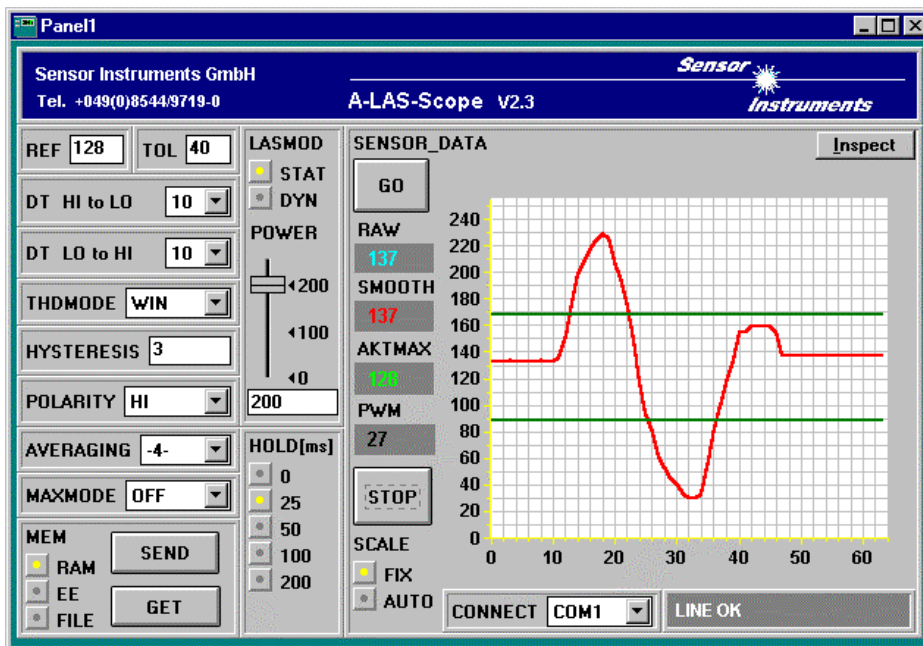 Panel1
Sensor Instruments GmbH
Tel. +049(0)8544/9719-0
A-LAS-Scope V2.3
Sensor
Instruments
REF 128 TOL 40
DT HI to LO 10
DT LO to HI 10
THDMODE WIN
HYSTERESIS 3
POLARITY HI
AVERAGING -4-
MAXMODE OFF
MEM
RAM
EE
FILE
SEND
GET
LASMOD
STAT
DYN
POWER
200
100
0
200
HOLD[ms]
0
25
50
100
200
SENSOR_DATA
GO
RAW
137
SMOOTH
137
AKTMAX
128
PWM
27
STOP
SCALE
FIX
AUTO
Inspect
240
220
200
180
160
140
120
100
80
60
40
20
0
0 10 20 30 40 50 60
CONNECT COM1
LINE OK